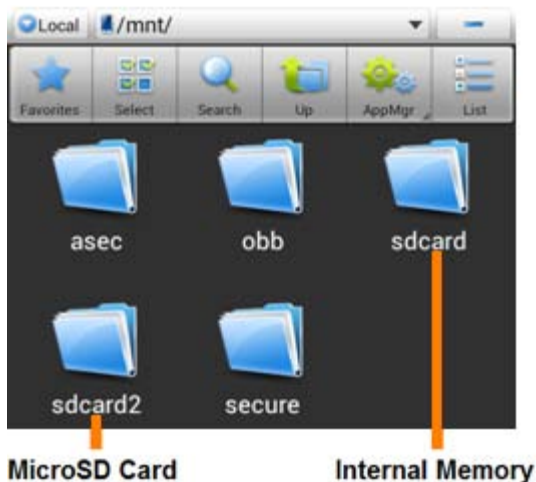 Local /mnt/
Favorites Select Search Up AppMgr List
asec obb sdcard
sdcard2 secure
MicroSD Card Internal Memory